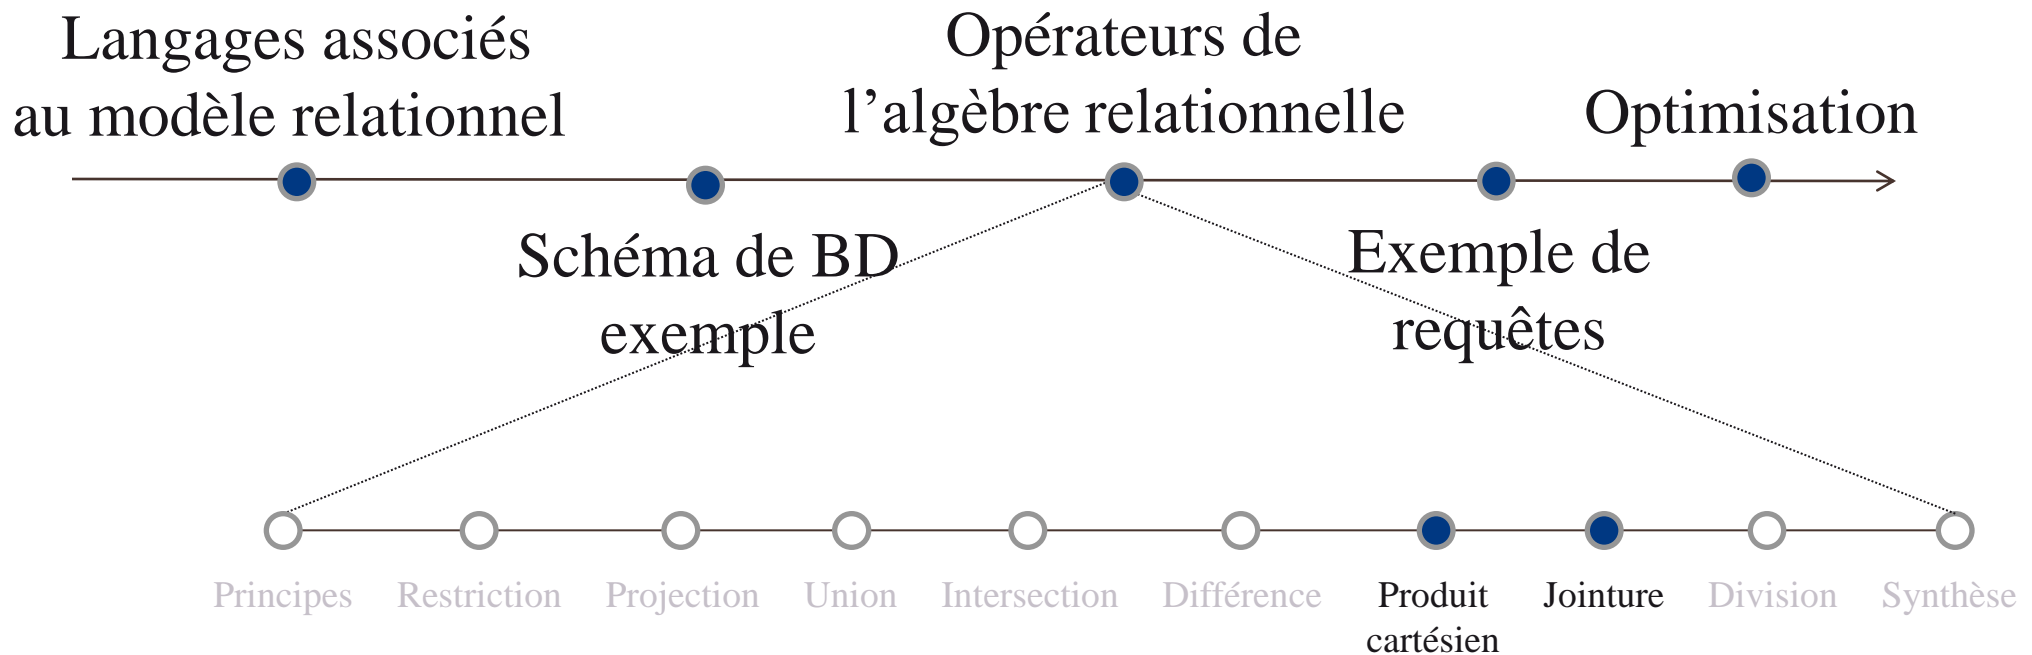 Langages associés
au modèle relationnel
Opérateurs de
l’algèbre relationnelle
Optimisation
Schéma de BD
exemple
Exemple de
requêtes
Principes
Restriction
Projection
Union
Intersection
Différence
Produit
cartésien
Jointure
Division
Synthèse